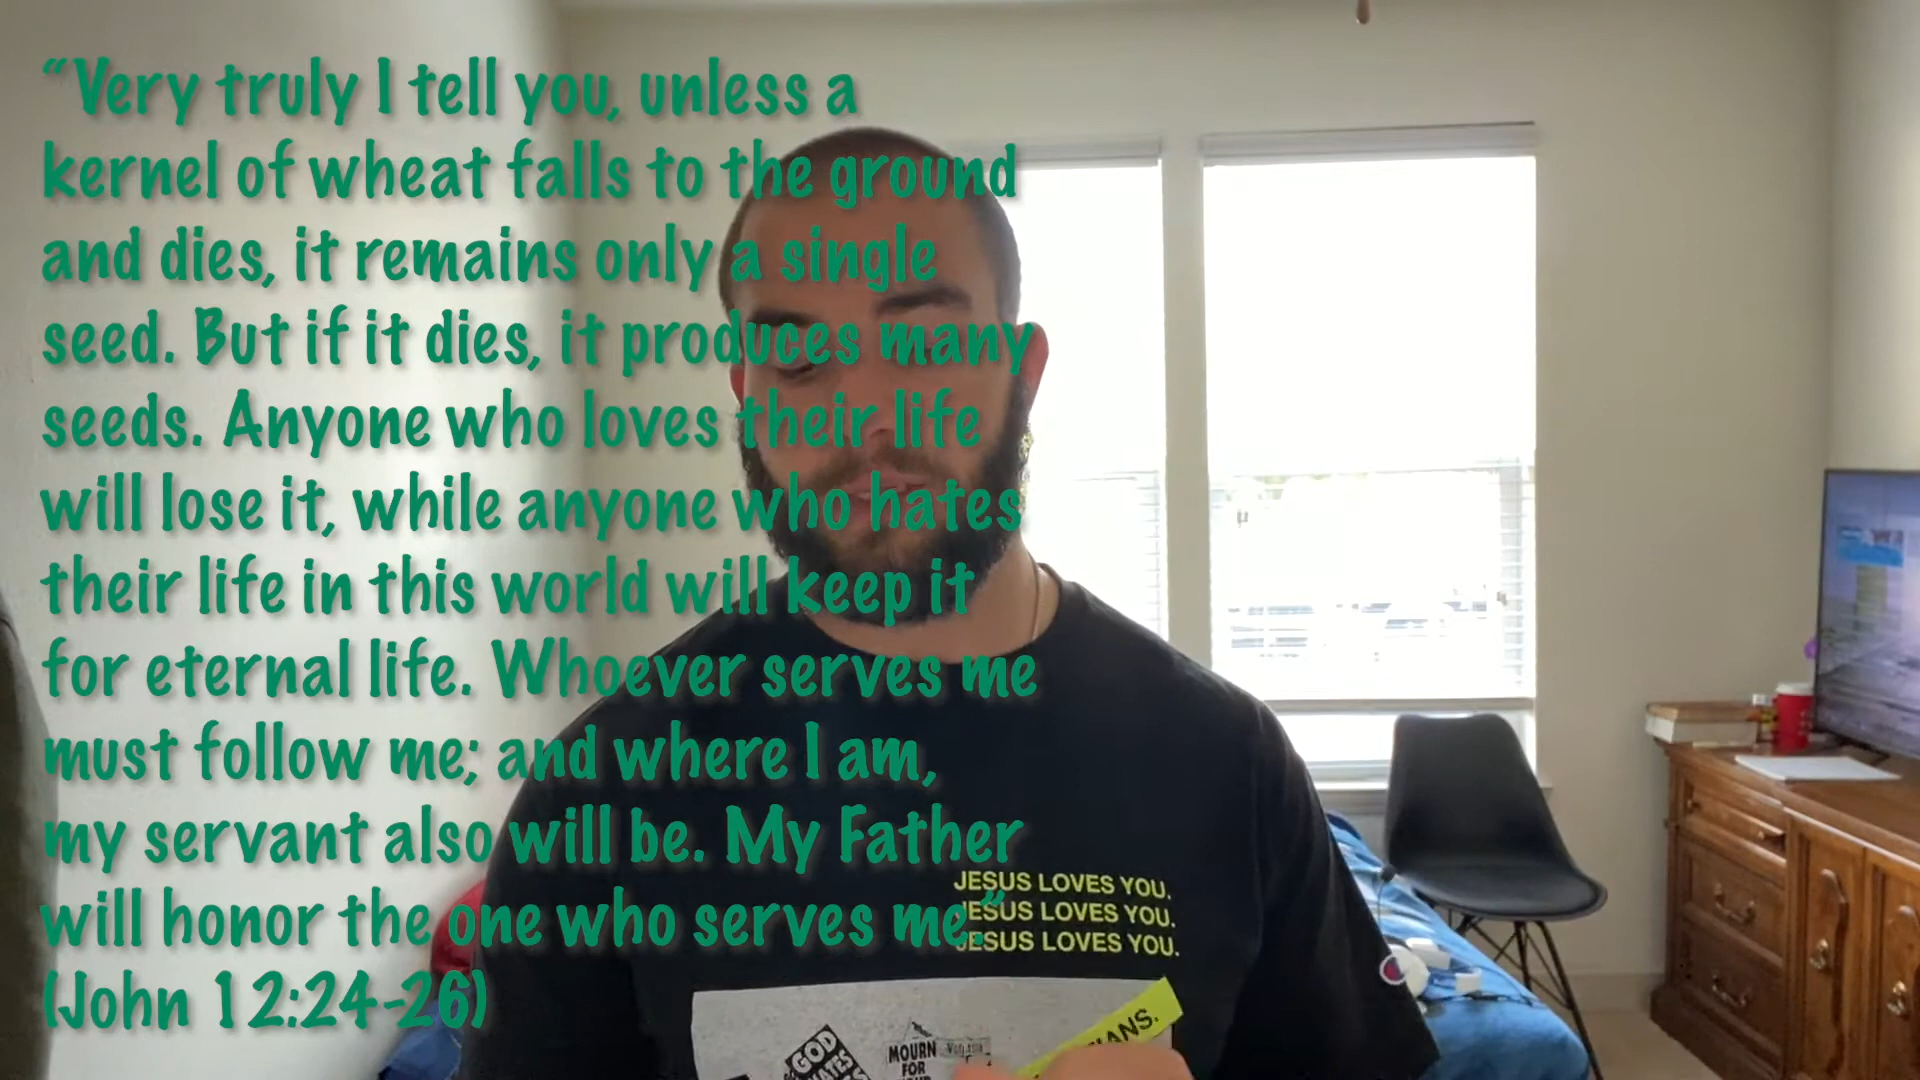 “Very truly I tell you, unless a
kernel of wheat falls to the ground
and dies, it remains only a single
seed. But if it dies, it produces many
seeds. Anyone who loves their life
will lose it, while anyone who hates
their life in this world will keep it
for eternal life. Whoever serves me
must follow me; and where I am,
my servant also will be. My Father
will honor the one who serves me.”
(John 12:24-26)
JESUS LOVES YOU.
JESUS LOVES YOU.
JESUS LOVES YOU.
GOD
HATES
MOURN
FOR